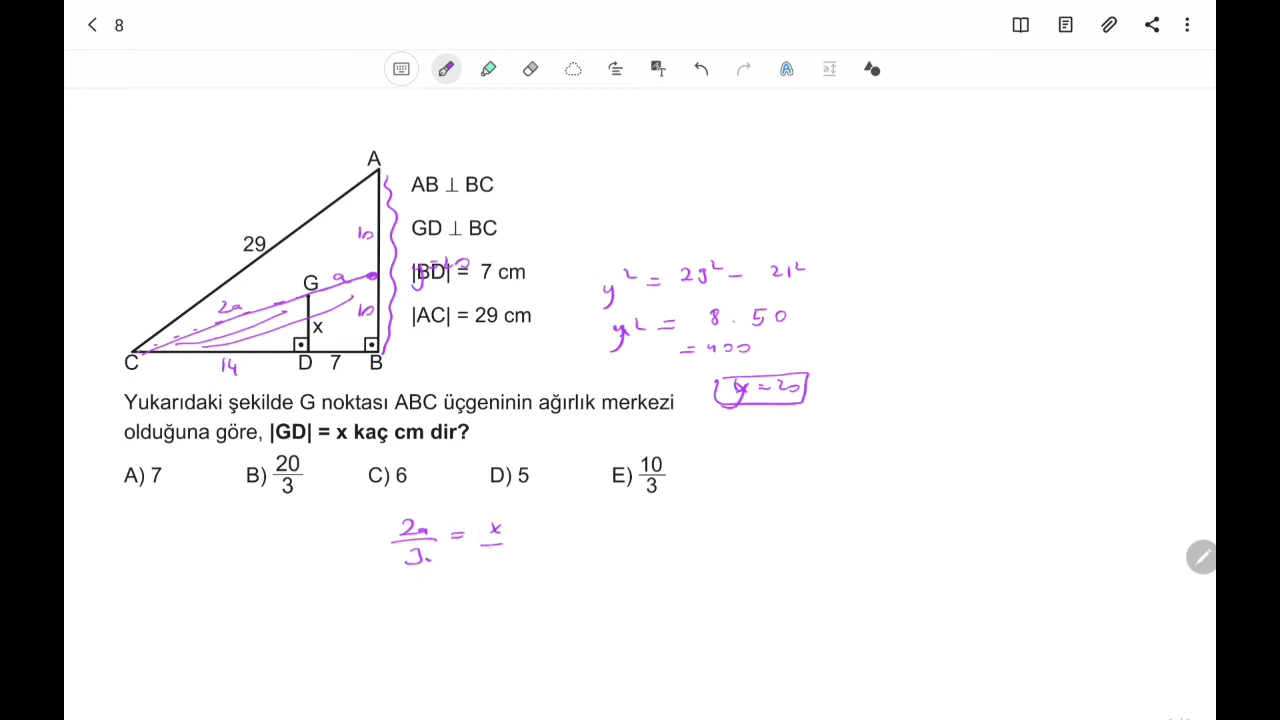 8
A
AB ⊥ BC
GD ⊥ BC
29
b
G
a
|BD| = 7 cm
y² = 29² - 21²
2a
b
|AC| = 29 cm
y² = 8 . 50
x
= 400
C
14
D
7
B
y = 20
Yukarıdaki şekilde G noktası ABC üçgeninin ağırlık merkezi
olduğuna göre, |GD| = x kaç cm dir?
A) 7 B) 20/3 C) 6 D) 5 E) 10/3
2a/3a = x